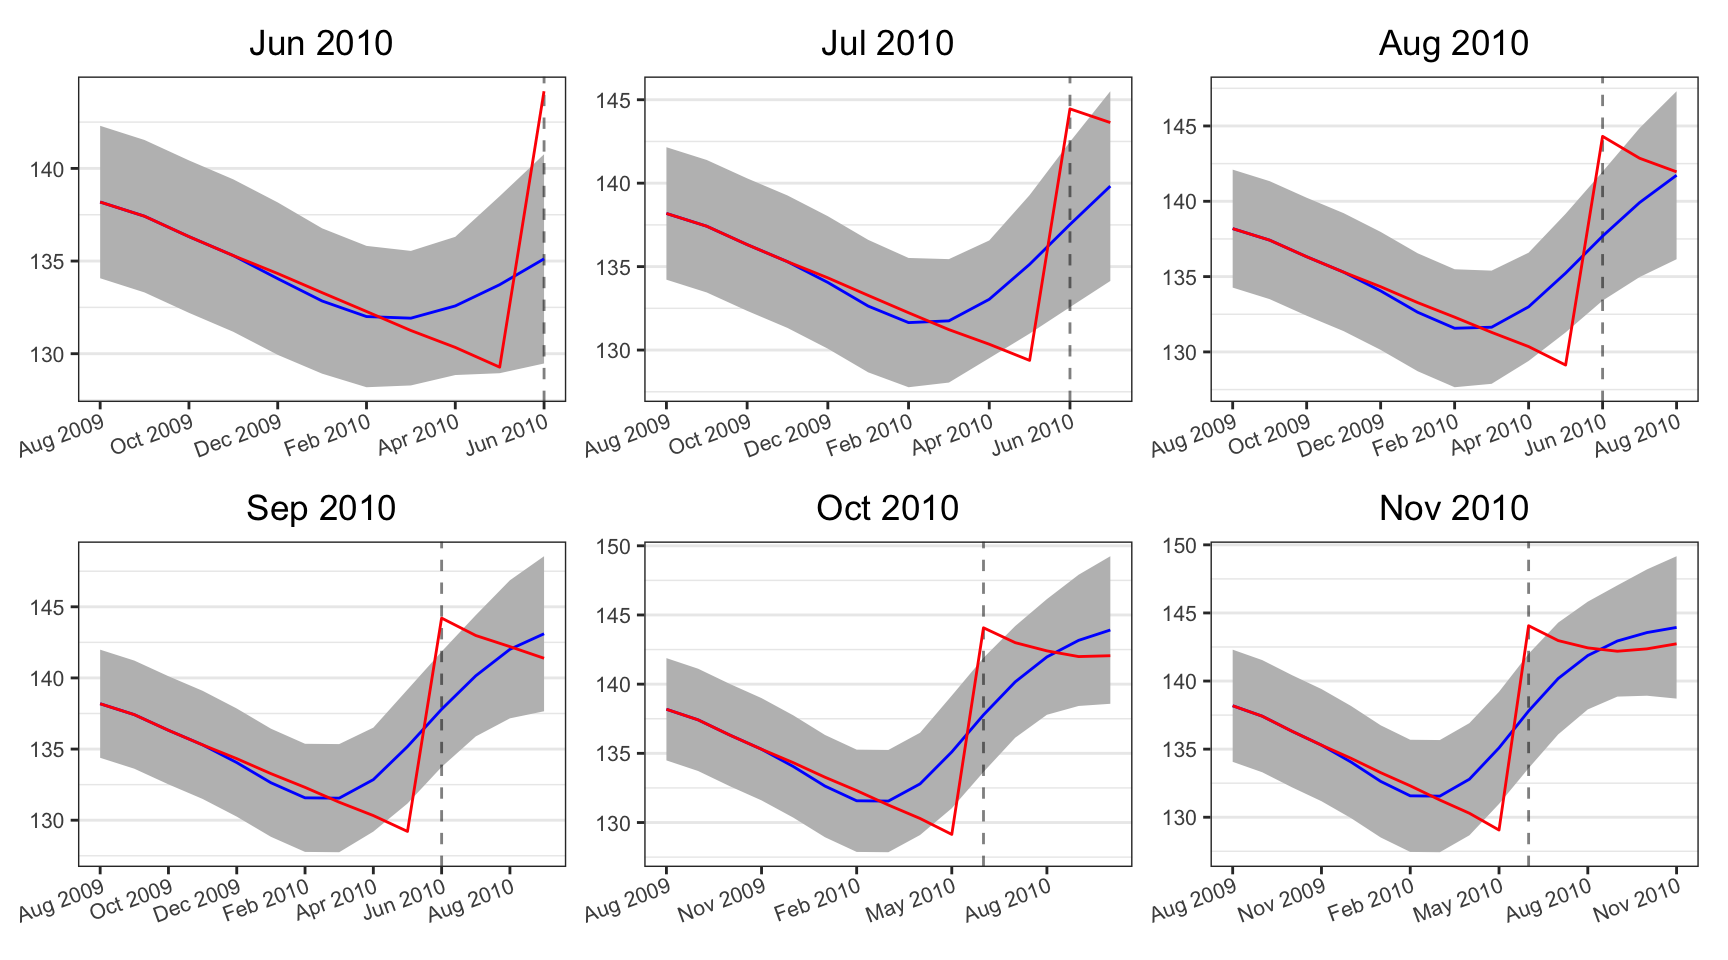 Jun 2010
Jul 2010
Aug 2010
140
135
130
145
140
135
130
145
140
135
130
Aug 2009 Oct 2009 Dec 2009 Feb 2010 Apr 2010 Jun 2010
Aug 2009 Oct 2009 Dec 2009 Feb 2010 Apr 2010 Jun 2010
Aug 2009 Oct 2009 Dec 2009 Feb 2010 Apr 2010 Jun 2010 Aug 2010
Sep 2010
Oct 2010
Nov 2010
145
140
135
130
150
145
140
135
130
150
145
140
135
130
Aug 2009 Oct 2009 Dec 2009 Feb 2010 Apr 2010 Jun 2010 Aug 2010
Aug 2009 Nov 2009 Feb 2010 May 2010 Aug 2010
Aug 2009 Nov 2009 Feb 2010 May 2010 Aug 2010 Nov 2010